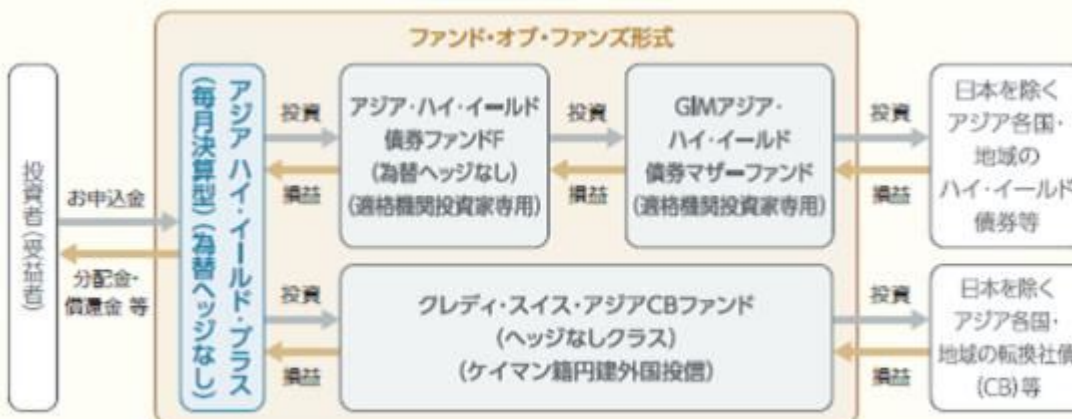 ファンド・オブ・ファンズ形式
投資者(受益者)
お申込金
分配金・
償還金 等
アジア ハイ・イールド・プラス
(毎月決算型)(為替ヘッジなし)
投資
損益
アジア・ハイ・イールド
債券ファンドF
(為替ヘッジなし)
(適格機関投資家専用)
投資
損益
GIMアジア・
ハイ・イールド
債券マザーファンド
(適格機関投資家専用)
投資
損益
日本を除く
アジア各国・
地域の
ハイ・イールド
債券等
投資
損益
クレディ・スイス・アジアCBファンド
(ヘッジなしクラス)
(ケイマン籍円建外国投信)
投資
損益
日本を除く
アジア各国・
地域の転換社債
(CB)等